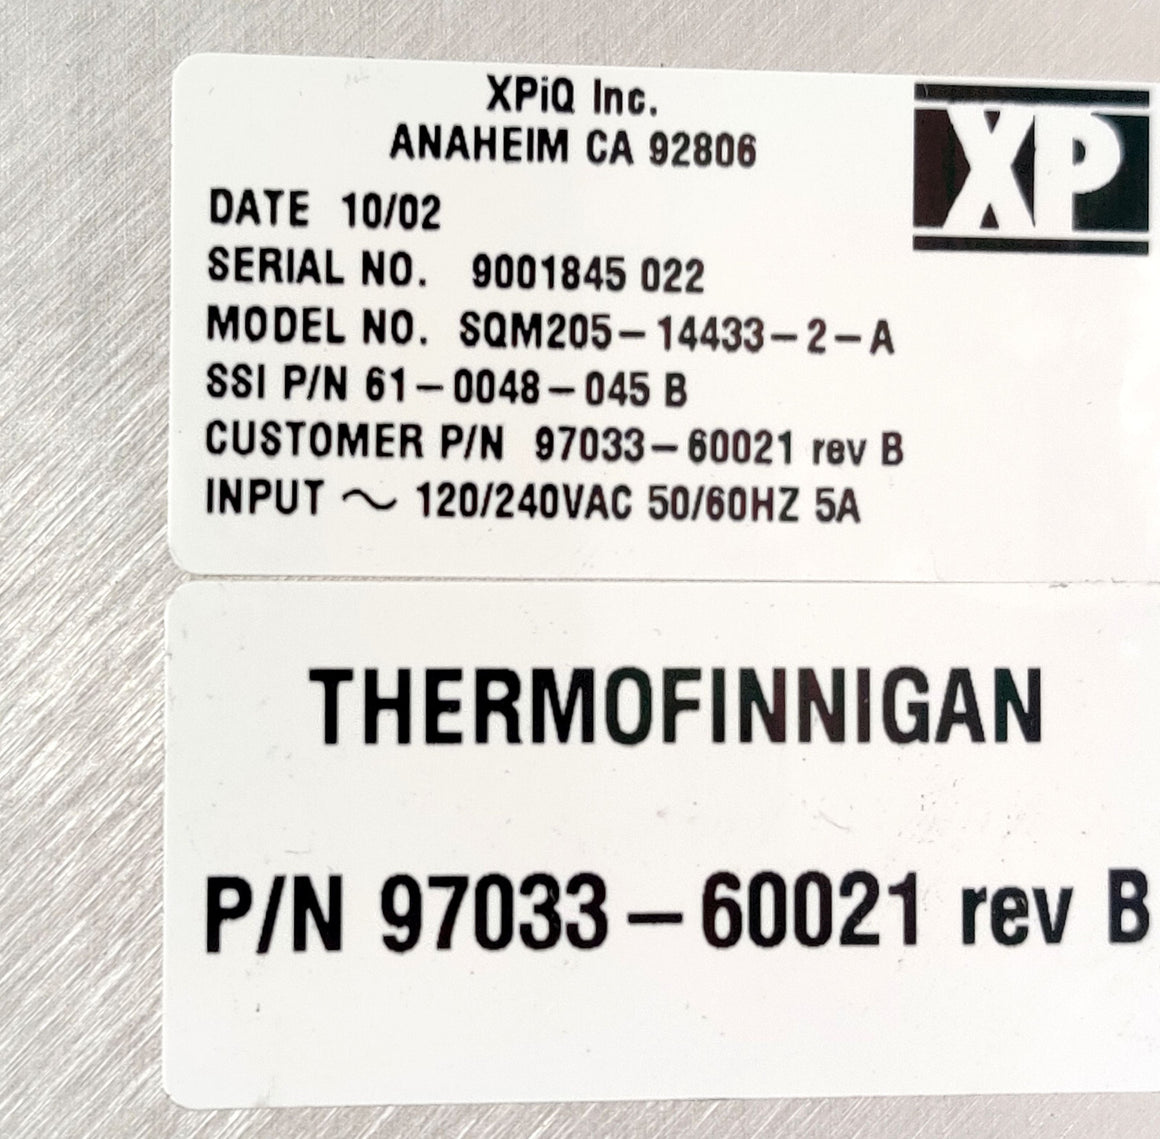 XPiQ Inc.
ANAHEIM CA 92806
XP
DATE 10/02
SERIAL NO. 9001845 022
MODEL NO. SQM205-14433-2-A
SSI P/N 61-0048-045 B
CUSTOMER P/N 97033-60021 rev B
INPUT ~ 120/240VAC 50/60HZ 5A
THERMOFINNIGAN
P/N 97033-60021 rev B